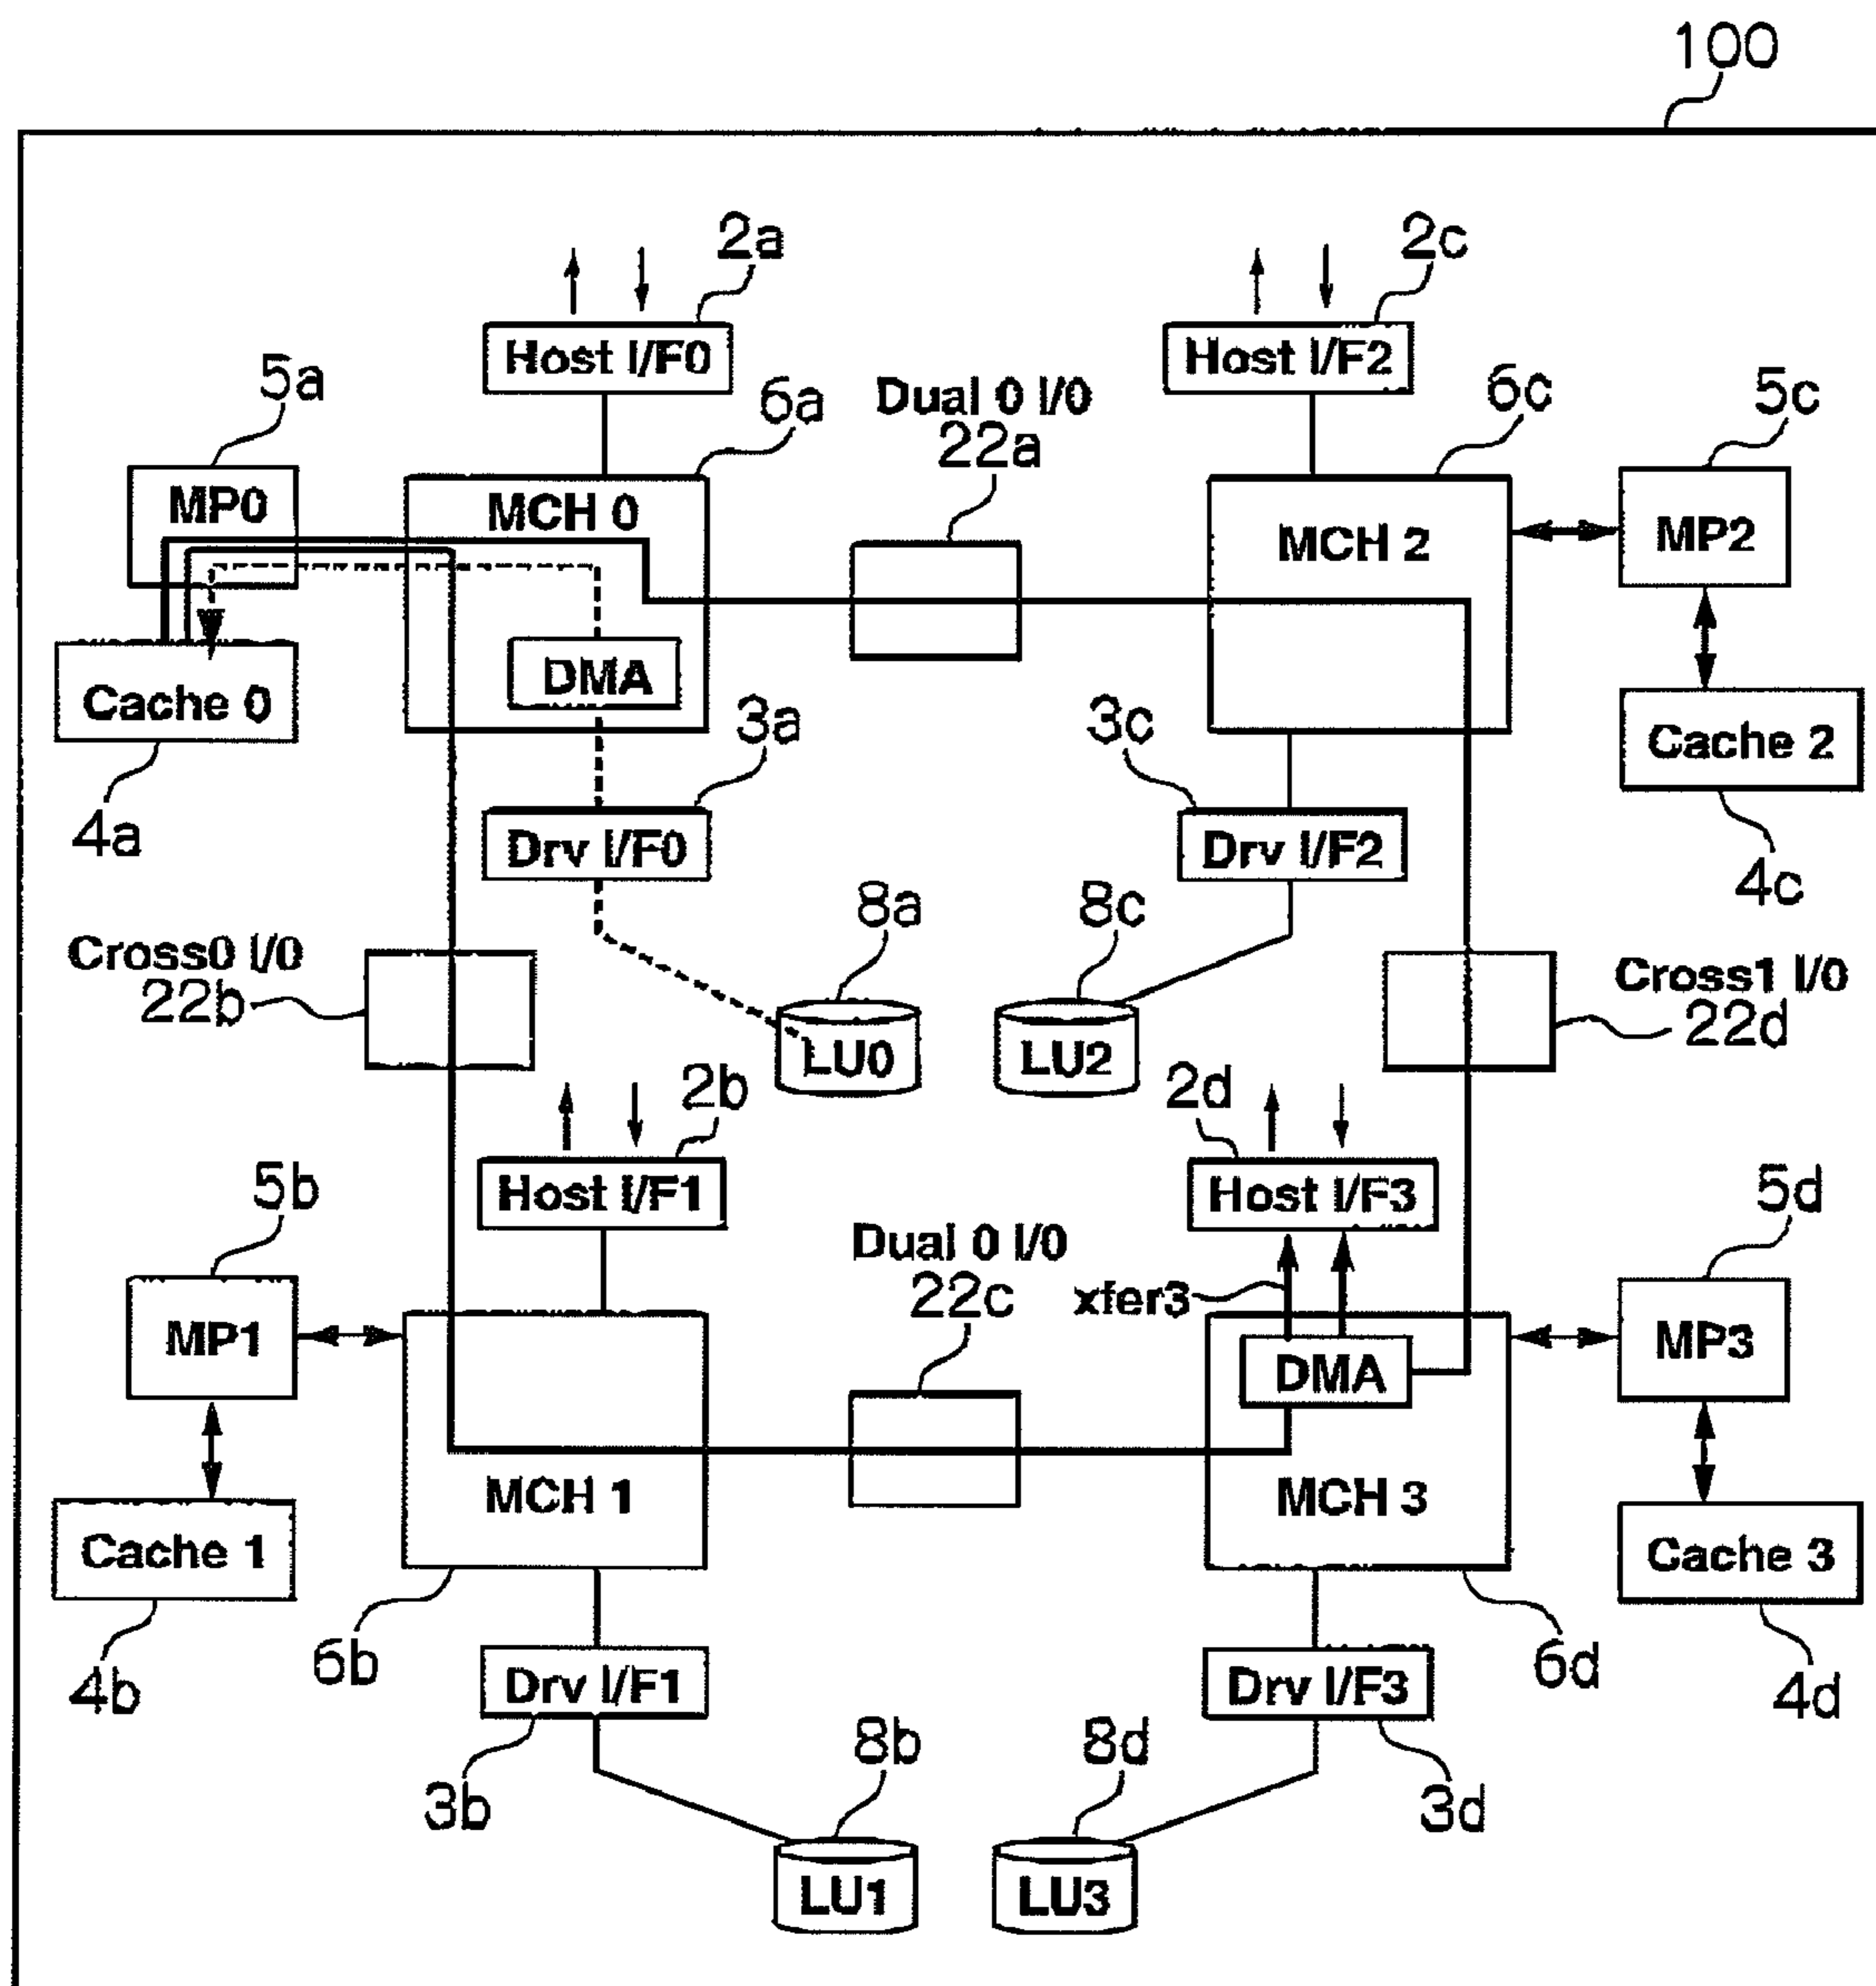 100
2a
2c
Host I/F0
Host I/F2
5a
6a
Dual 0 I/0
22a
6c
5c
MP0
MCH 0
MCH 2
MP2
DMA
Cache 0
3a
3c
Cache 2
4a
Drv I/F0
Drv I/F2
4c
8a
8c
Cross0 I/0
22b
Cross1 I/0
22d
LU0
LU2
2b
2d
5b
Host I/F1
Host I/F3
5d
Dual 0 I/0
22c
xfer3
MP1
MP3
DMA
MCH 1
MCH 3
Cache 1
Cache 3
6b
6d
4b
Drv I/F1
Drv I/F3
4d
8b
8d
3b
3d
LU1
LU3